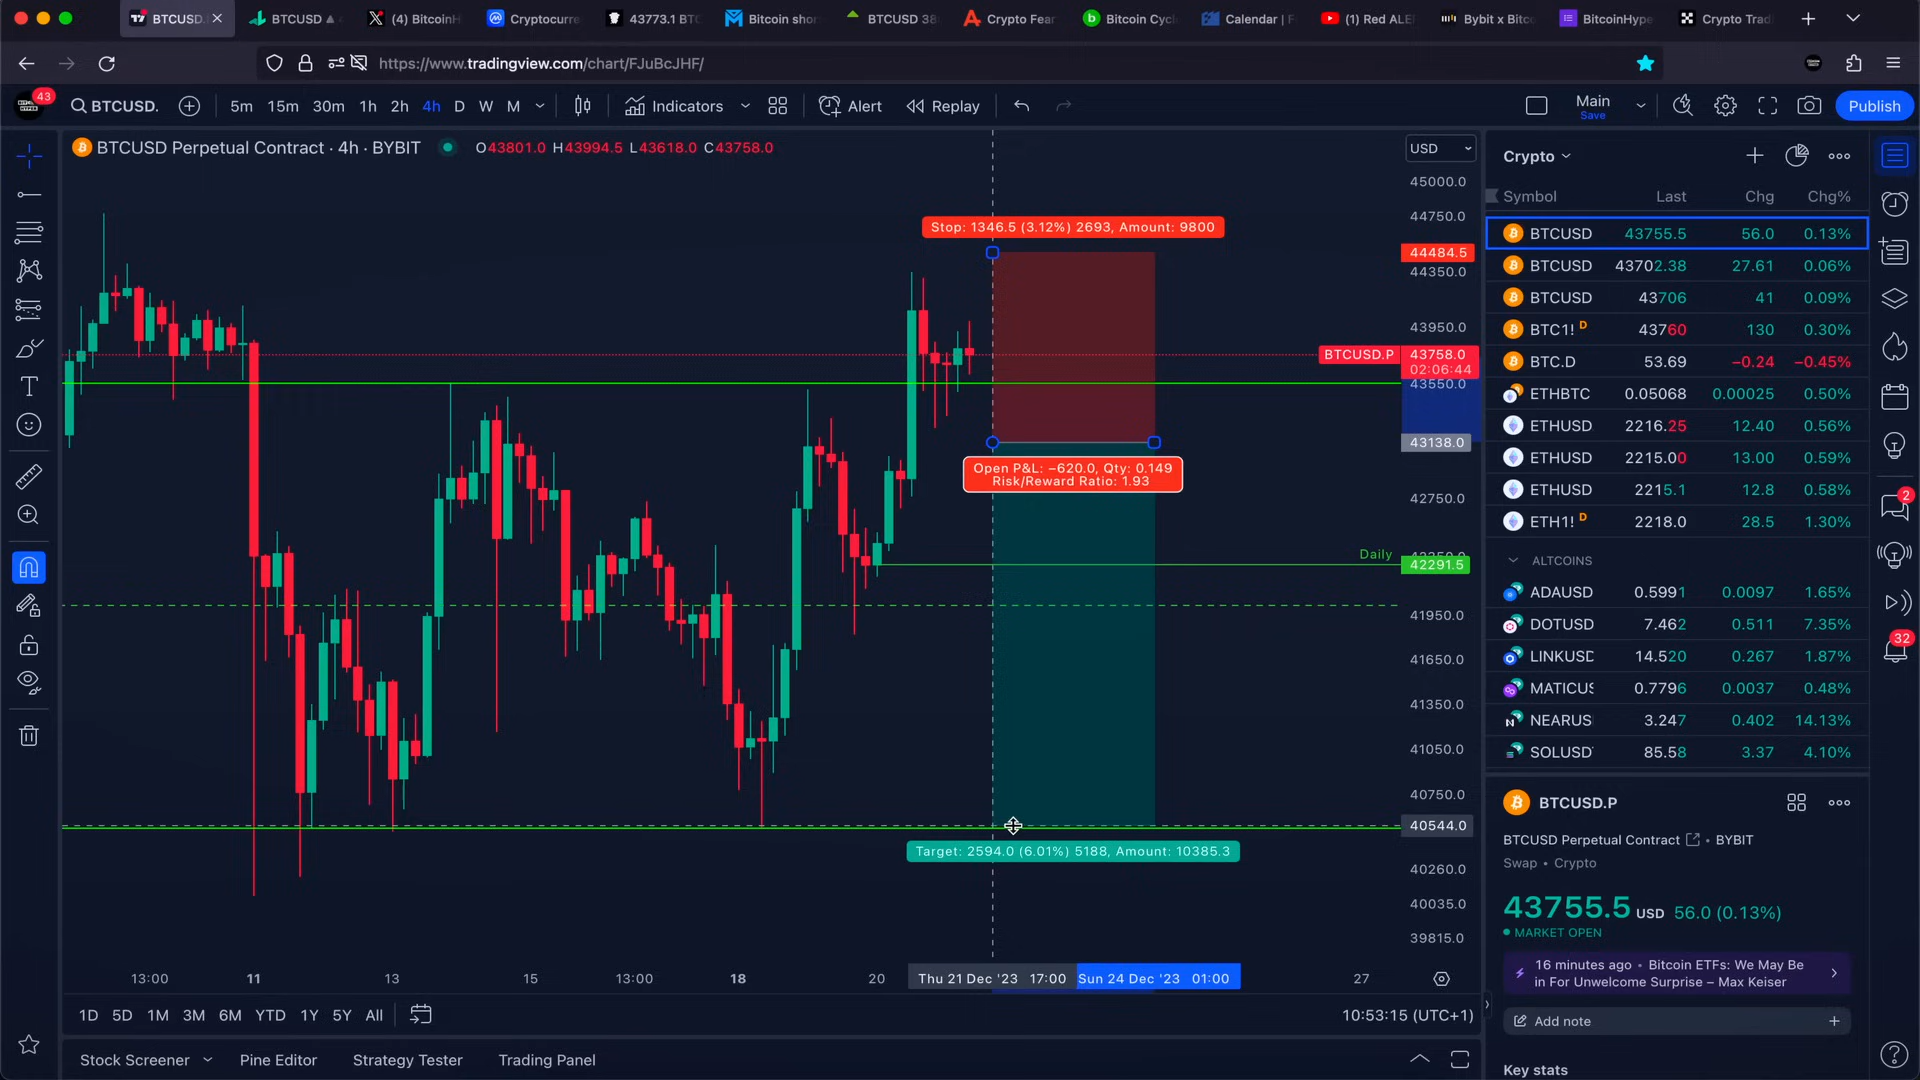 BTCUSD.
BTCUSD ▲
(4) BitcoinH
Cryptocurre
43773.1 BTC
Bitcoin sho
BTCUSD 38
Crypto Fear
Bitcoin Cyc
Calendar | F
(1) Red ALE
Bybit x Bitc
BitcoinHype
Crypto Trad
https://www.tradingview.com/chart/FJuBcJHF/
43
BTCUSD.
5m 15m 30m 1h 2h 4h D W M
Indicators
Alert
Replay
Main
Save
Publish
BTCUSD Perpetual Contract · 4h · BYBIT
O43801.0 H43994.5 L43618.0 C43758.0
USD
45000.0
44750.0
Stop: 1346.5 (3.12%) 2693, Amount: 9800
44484.5
44350.0
43950.0
BTCUSD.P
43758.0
02:06:44
43550.0
43138.0
Open P&L: −620.0, Qty: 0.149
Risk/Reward Ratio: 1.93
42750.0
Daily
42291.5
41950.0
41650.0
41350.0
41050.0
40750.0
40544.0
Target: 2594.0 (6.01%) 5188, Amount: 10385.3
40260.0
40035.0
39815.0
13:00 11 13 15 13:00 18 20 Thu 21 Dec '23 17:00 Sun 24 Dec '23 01:00 27
1D 5D 1M 3M 6M YTD 1Y 5Y All
10:53:15 (UTC+1)
Stock Screener
Pine Editor
Strategy Tester
Trading Panel
Crypto
Symbol Last Chg Chg%
BTCUSD 43755.5 56.0 0.13%
BTCUSD 43702.38 27.61 0.06%
BTCUSD 43706 41 0.09%
BTC1! D 43760 130 0.30%
BTC.D 53.69 −0.24 −0.45%
ETHBTC 0.05068 0.00025 0.50%
ETHUSD 2216.25 12.40 0.56%
ETHUSD 2215.00 13.00 0.59%
ETHUSD 2215.1 12.8 0.58%
ETH1! D 2218.0 28.5 1.30%
ALTCOINS
ADAUSD 0.5991 0.0097 1.65%
DOTUSD 7.462 0.511 7.35%
LINKUSD 14.520 0.267 1.87%
MATICUS 0.7796 0.0037 0.48%
NEARUS 3.247 0.402 14.13%
SOLUSD 85.58 3.37 4.10%
BTCUSD.P
BTCUSD Perpetual Contract • BYBIT
Swap • Crypto
43755.5 USD 56.0 (0.13%)
MARKET OPEN
16 minutes ago • Bitcoin ETFs: We May Be
in For Unwelcome Surprise – Max Keiser
Add note
Key stats
2
32